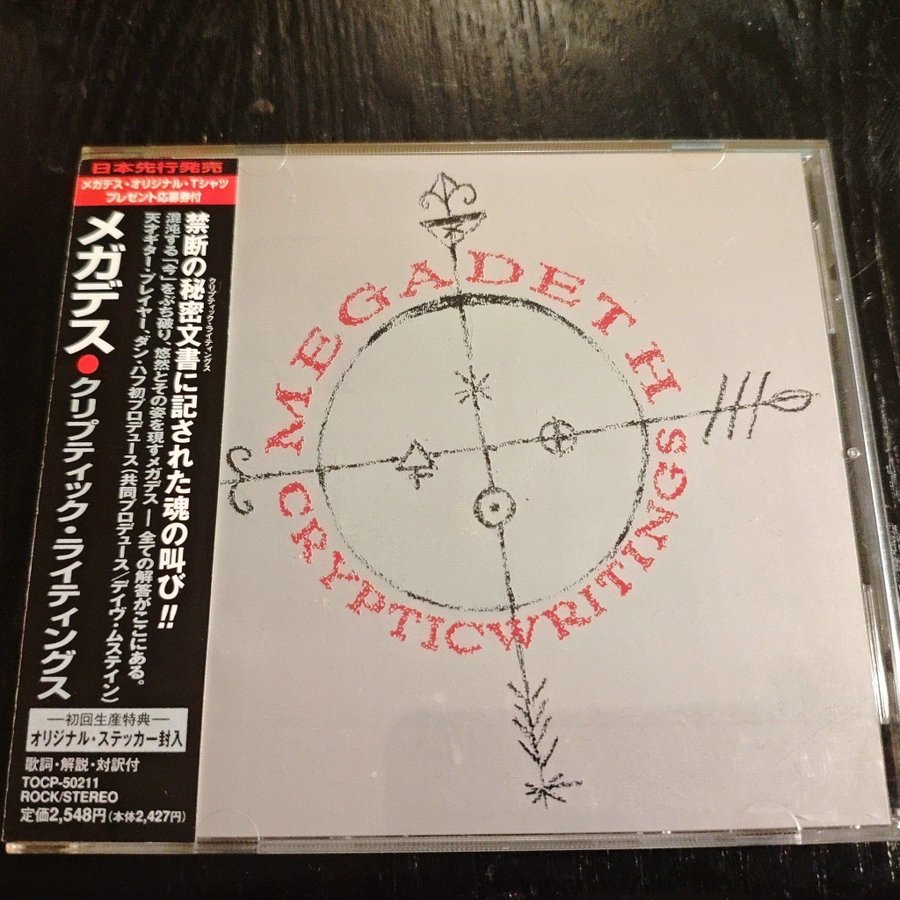 日本先行発売
メガデス・オリジナル・Tシャツ
プレゼント応募券付
メガデス●クリプティック・ライティングス
禁断の秘密文書に記された魂の叫び!!
クリプティック・ライティングス
混沌する「今」をぶち破り、悠然とその姿を現すメガデス―全ての解答がここにある。
天才ギター・プレイヤー、ダン・ハフ初プロデュース(共同プロデュース/デイヴ・ムステイン)
―初回生産特典―
オリジナル・ステッカー封入
歌詞・解説・対訳付
TOCP-50211
ROCK/STEREO
定価2,548円(本体2,427円)
MEGADETH
CRYPTIC WRITINGS